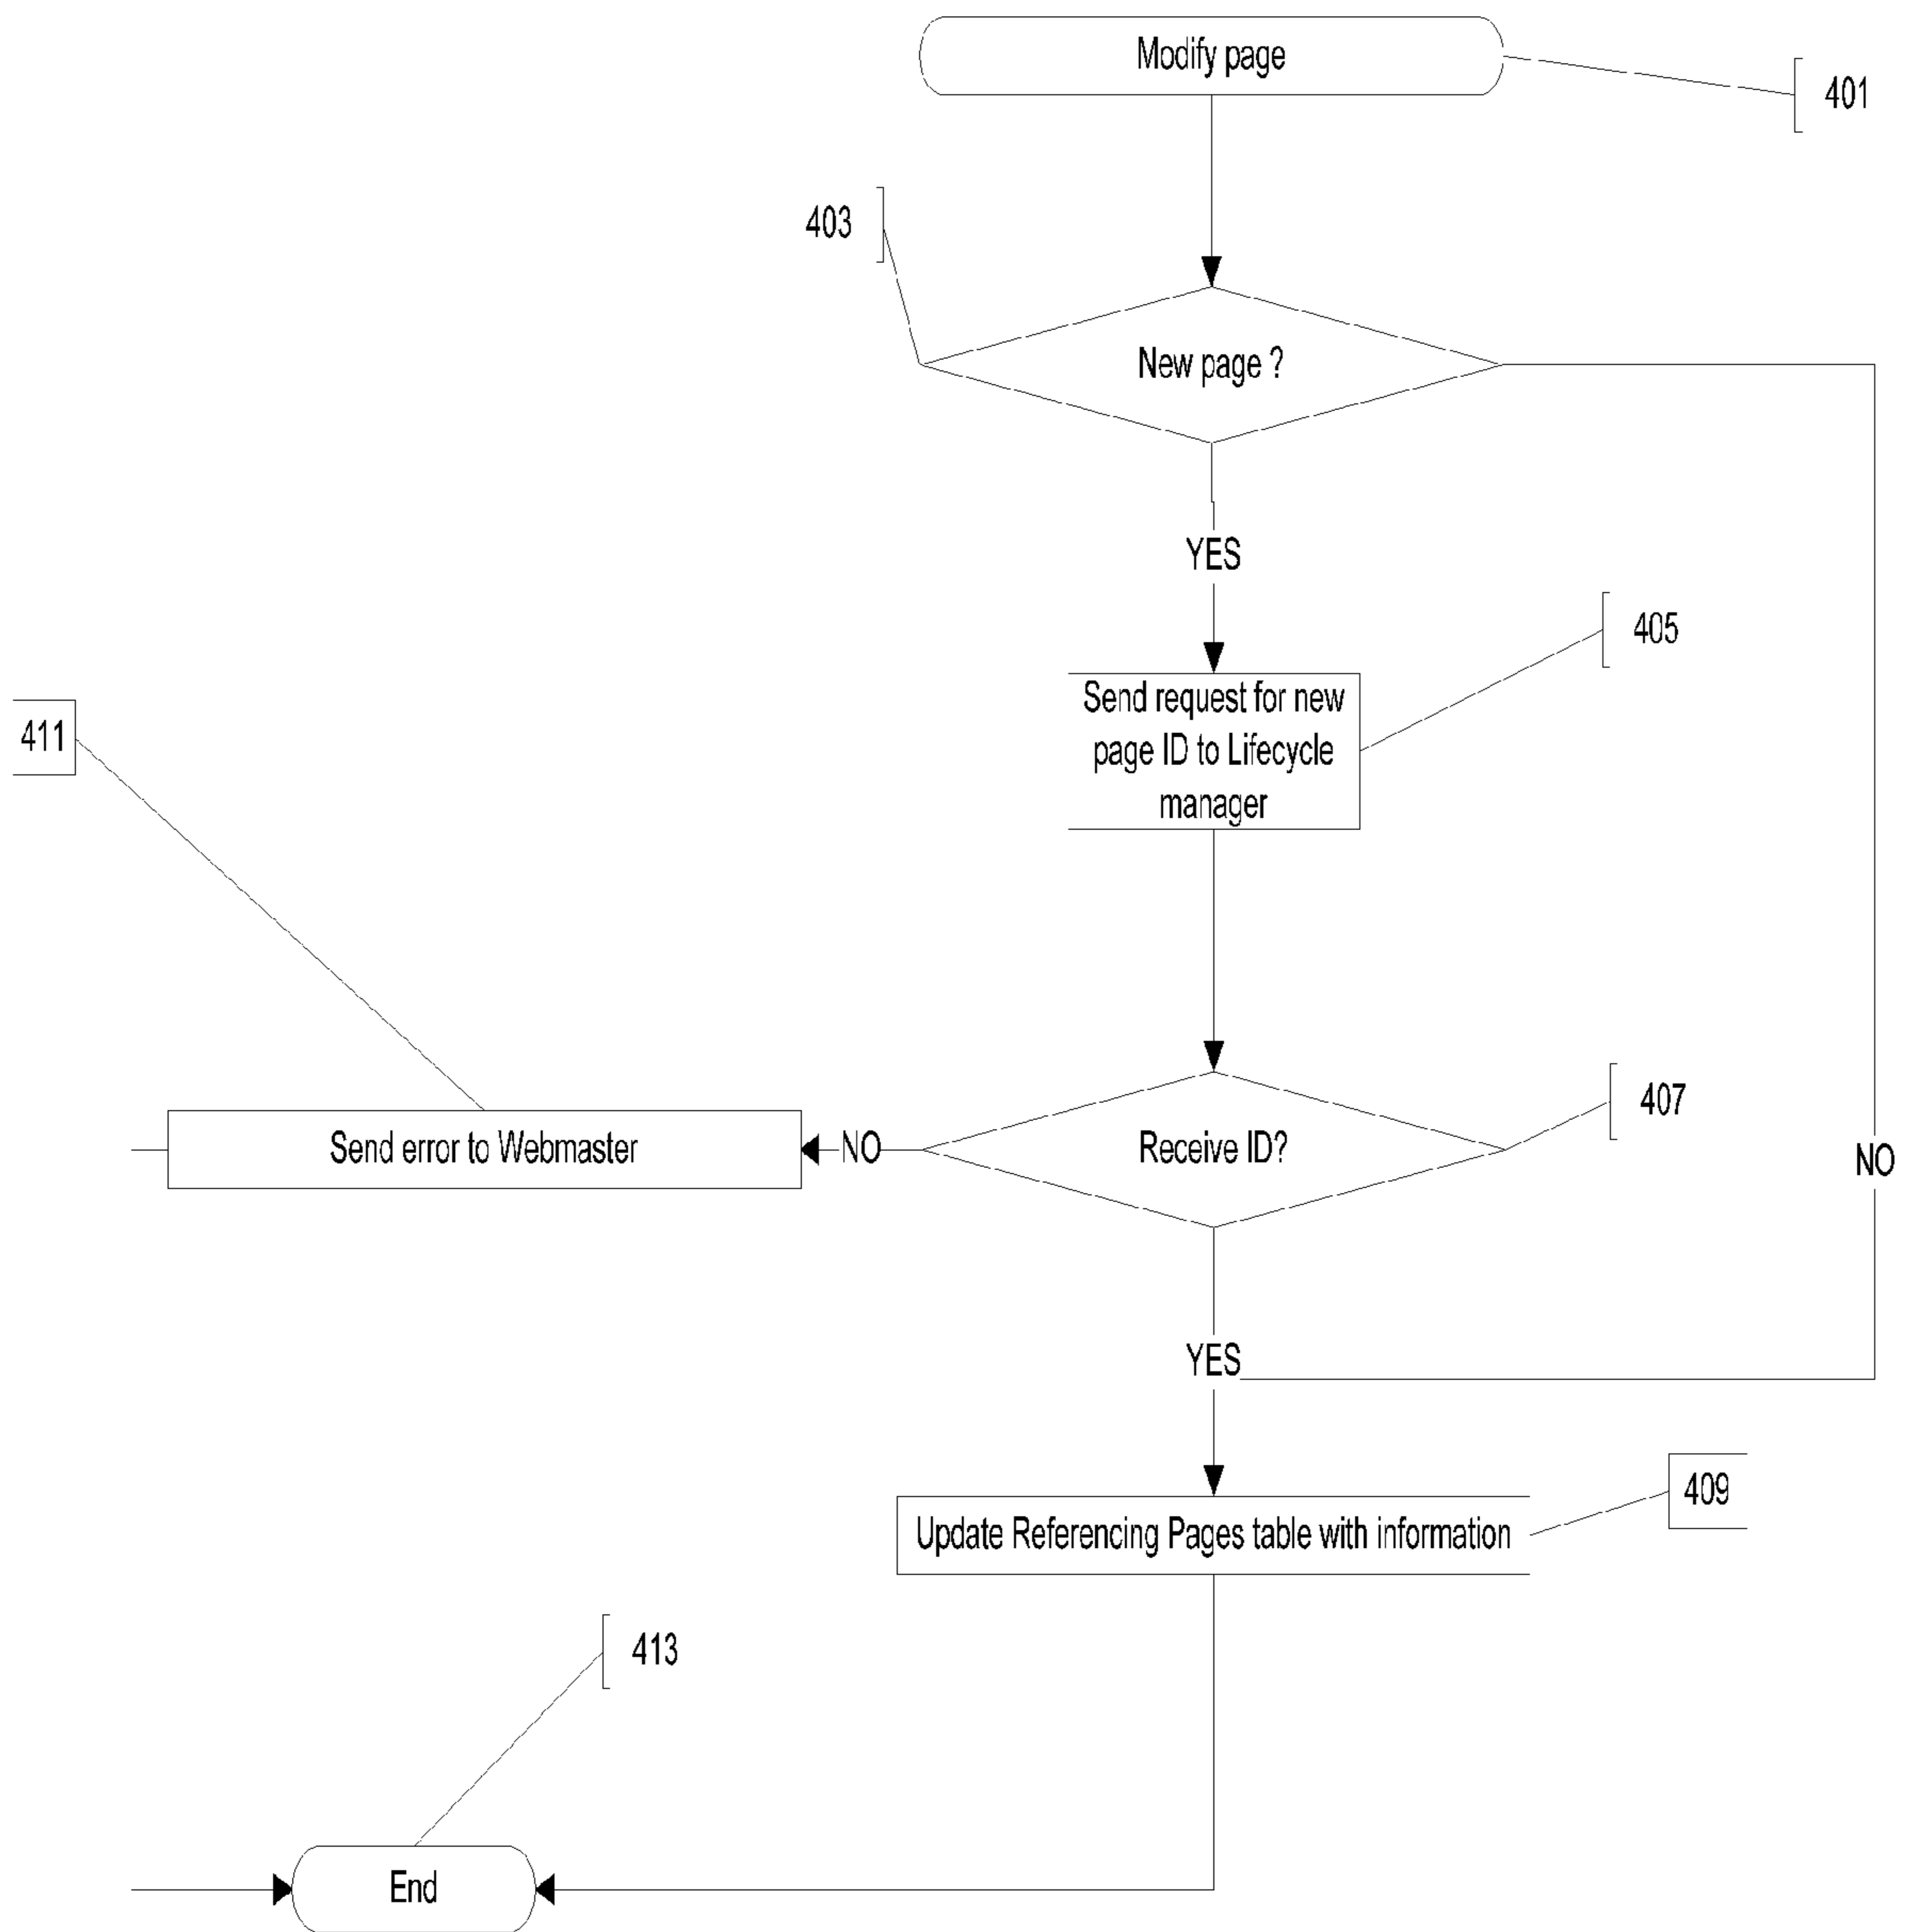 Modify page
401
403
New page ?
YES
405
Send request for new
page ID to Lifecycle
manager
411
407
Send error to Webmaster
NO
Receive ID?
NO
YES
409
Update Referencing Pages table with information
413
End